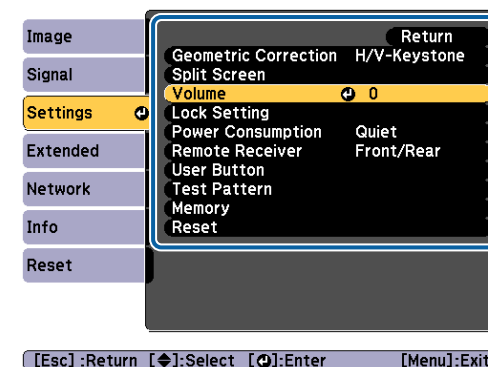 Image
Signal
Settings
Extended
Network
Info
Reset
Return
Geometric Correction H/V-Keystone
Split Screen
Volume 0
Lock Setting
Power Consumption Quiet
Remote Receiver Front/Rear
User Button
Test Pattern
Memory
Reset
[Esc] :Return [◆]:Select [⏎]:Enter [Menu]:Exit